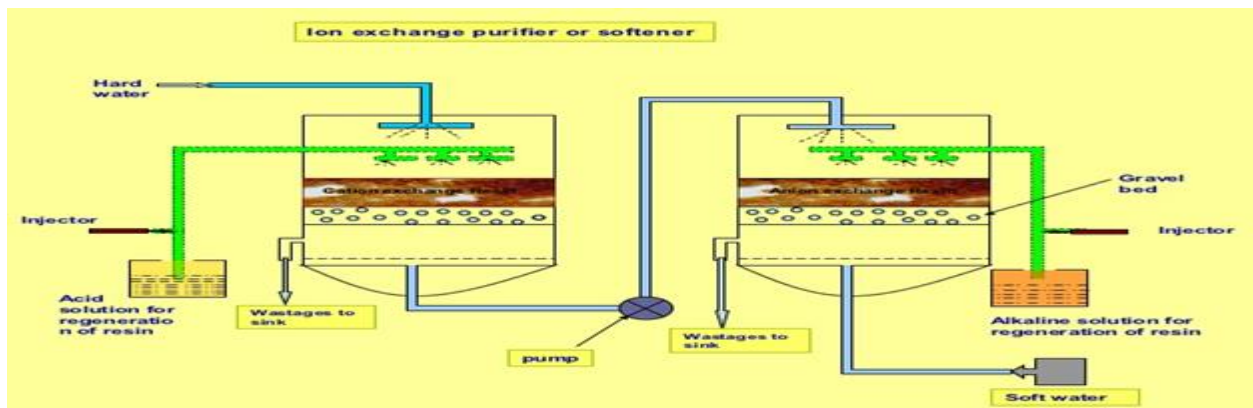 Ion exchange purifier or softener
Hard
water
Cation exchange Resin
Anion exchange Resin
Gravel
bed
Injector
Injector
Acid
solution for
regeneratio
n of resin
Wastages to
sink
pump
Wastages to
sink
Alkaline solution for
regeneration of resin
Soft water